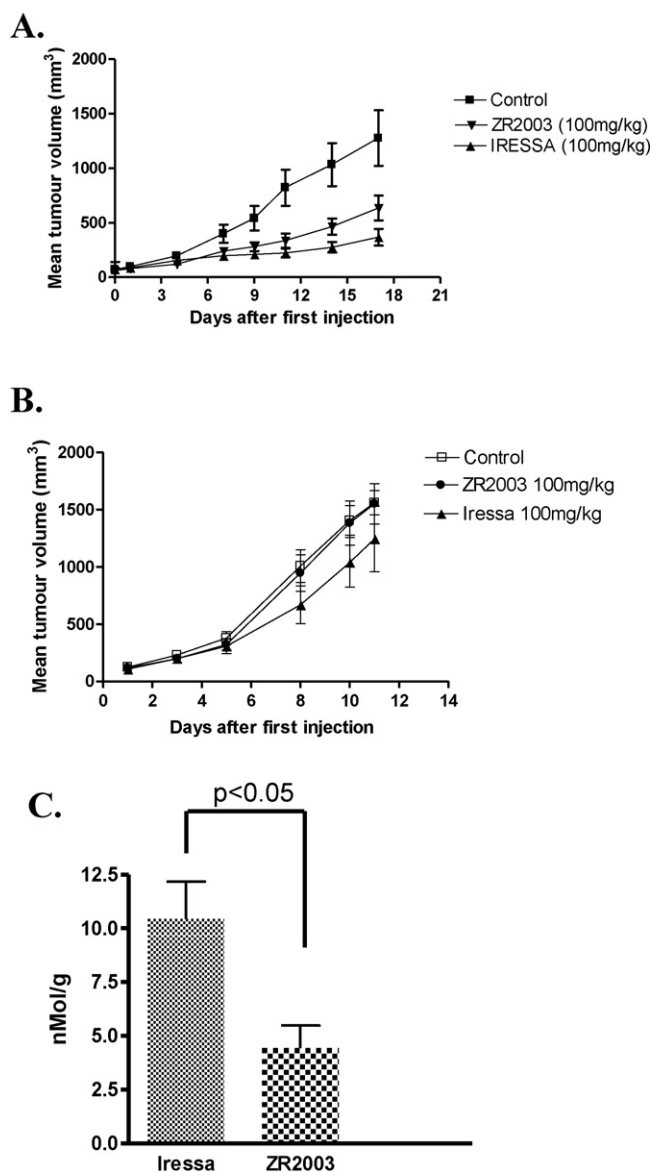 A.
Mean tumour volume (mm³)
2000
1500
1000
500
0
0 3 6 9 12 15 18 21
Days after first injection
Control
ZR2003 (100mg/kg)
IRESSA (100mg/kg)
B.
Mean tumour volume (mm³)
2000
1500
1000
500
0
0 2 4 6 8 10 12 14
Days after first injection
Control
ZR2003 100mg/kg
Iressa 100mg/kg
C.
p<0.05
nMol/g
12.5
10.0
7.5
5.0
2.5
0.0
Iressa ZR2003